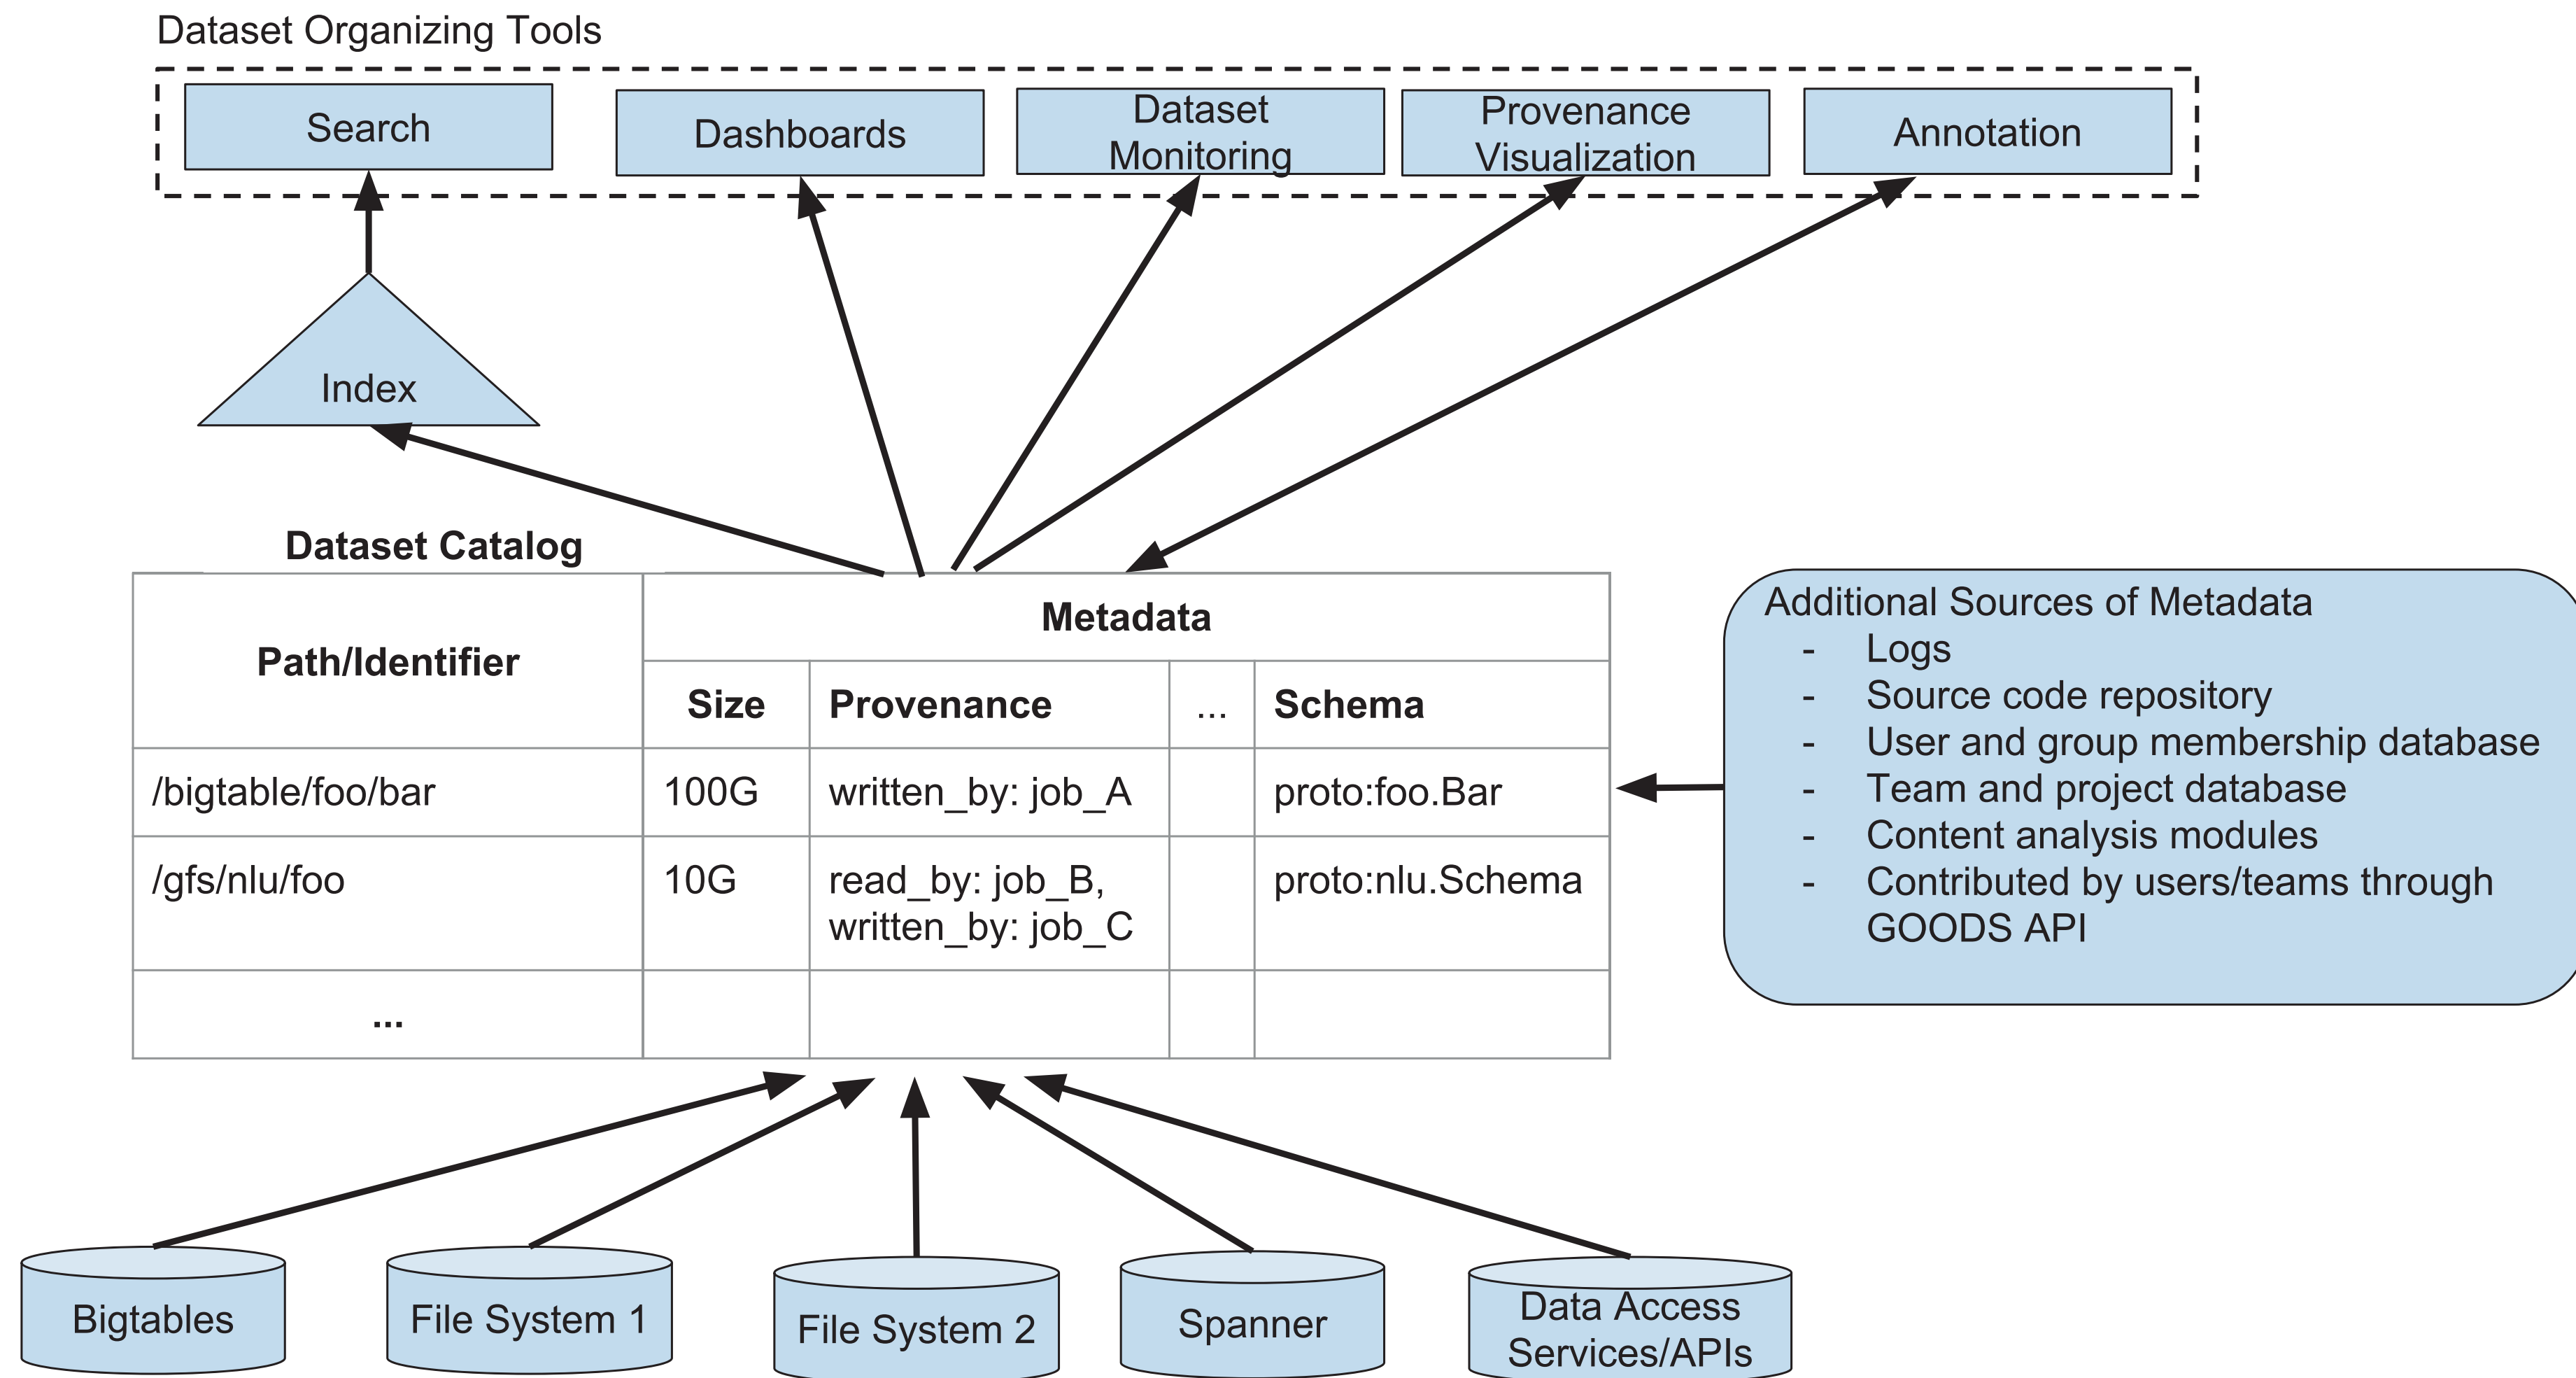 Dataset Organizing Tools
Search
Dashboards
Dataset
Monitoring
Provenance
Visualization
Annotation
Index
Dataset Catalog
Path/Identifier
Metadata
Size
Provenance
...
Schema
/bigtable/foo/bar
100G
written_by: job_A
proto:foo.Bar
/gfs/nlu/foo
10G
read_by: job_B,
written_by: job_C
proto:nlu.Schema
...
Additional Sources of Metadata
- Logs
- Source code repository
- User and group membership database
- Team and project database
- Content analysis modules
- Contributed by users/teams through
GOODS API
Bigtables
File System 1
File System 2
Spanner
Data Access
Services/APIs